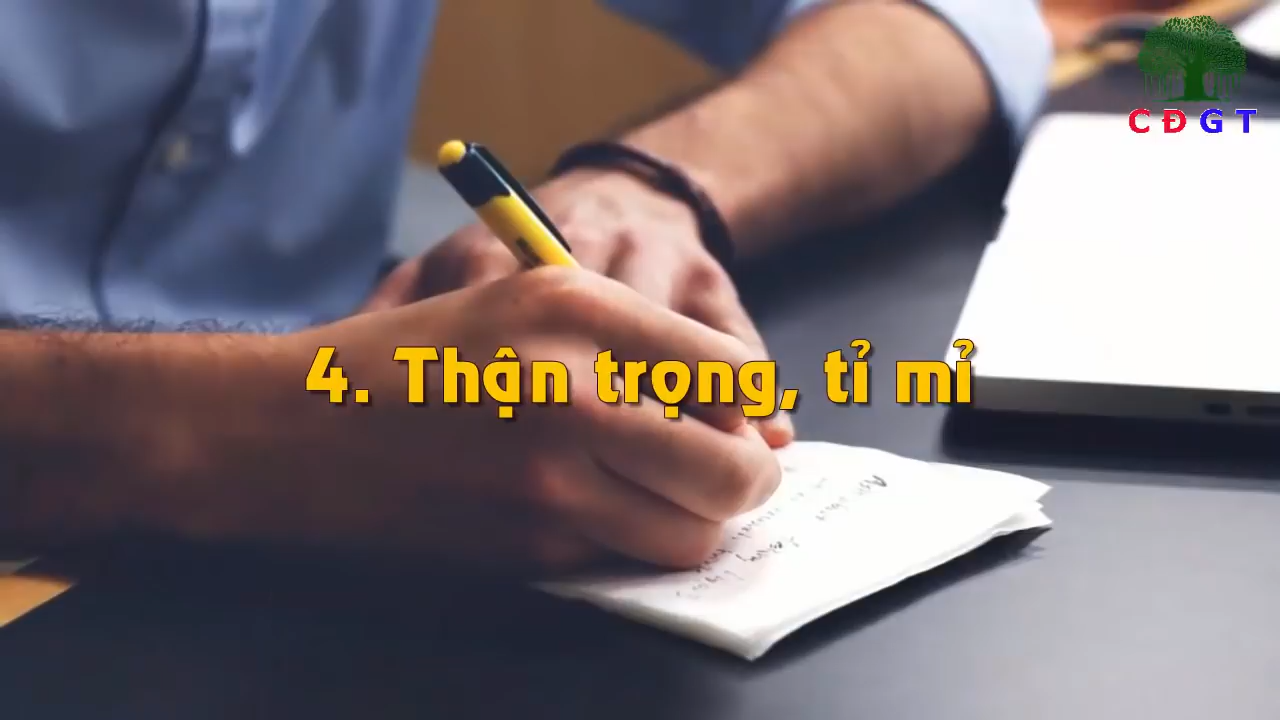 CĐGT
4. Thận trọng, tỉ mỉ